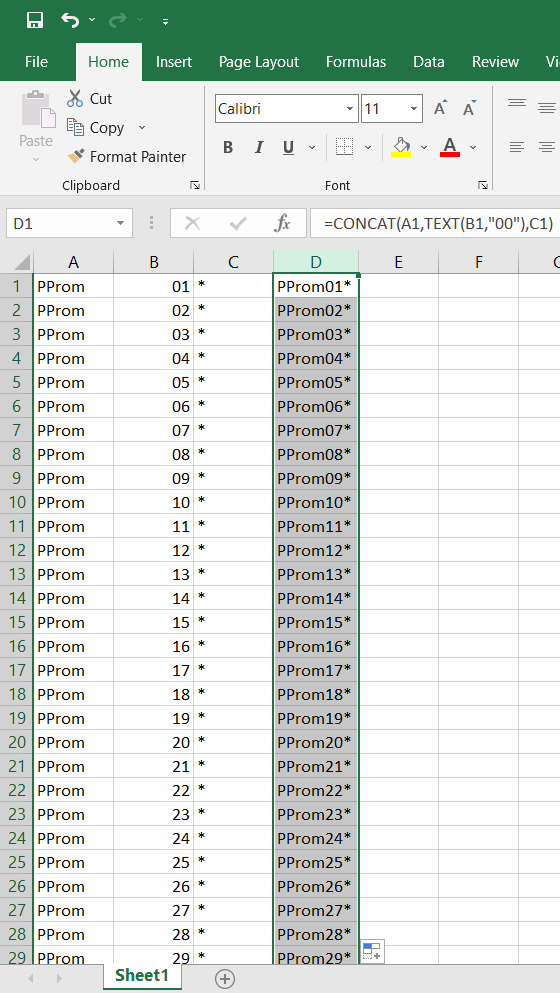 File Home Insert Page Layout Formulas Data Review Vi
Cut
Copy
Paste
Format Painter
Clipboard
Calibri 11 A A
B I U A
Font
D1 fx =CONCAT(A1,TEXT(B1,"00"),C1)
A B C D E F
1 PProm 01 * PProm01*
2 PProm 02 * PProm02*
3 PProm 03 * PProm03*
4 PProm 04 * PProm04*
5 PProm 05 * PProm05*
6 PProm 06 * PProm06*
7 PProm 07 * PProm07*
8 PProm 08 * PProm08*
9 PProm 09 * PProm09*
10 PProm 10 * PProm10*
11 PProm 11 * PProm11*
12 PProm 12 * PProm12*
13 PProm 13 * PProm13*
14 PProm 14 * PProm14*
15 PProm 15 * PProm15*
16 PProm 16 * PProm16*
17 PProm 17 * PProm17*
18 PProm 18 * PProm18*
19 PProm 19 * PProm19*
20 PProm 20 * PProm20*
21 PProm 21 * PProm21*
22 PProm 22 * PProm22*
23 PProm 23 * PProm23*
24 PProm 24 * PProm24*
25 PProm 25 * PProm25*
26 PProm 26 * PProm26*
27 PProm 27 * PProm27*
28 PProm 28 * PProm28*
29 PProm 29 * PProm29*
Sheet1